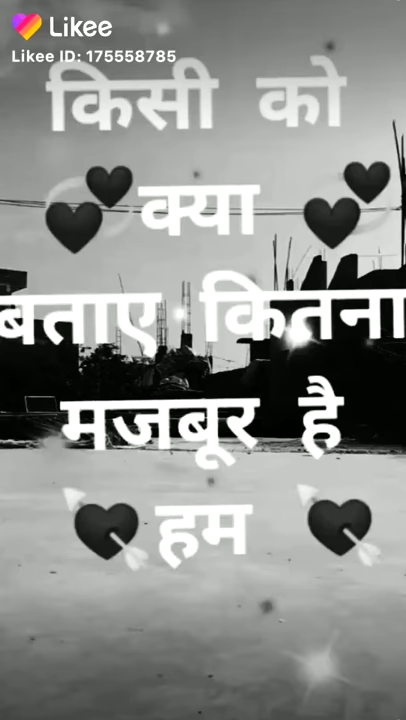 Likee
Likee ID: 175558785
किसी को
क्या
बताए कितना
मजबूर है
हम